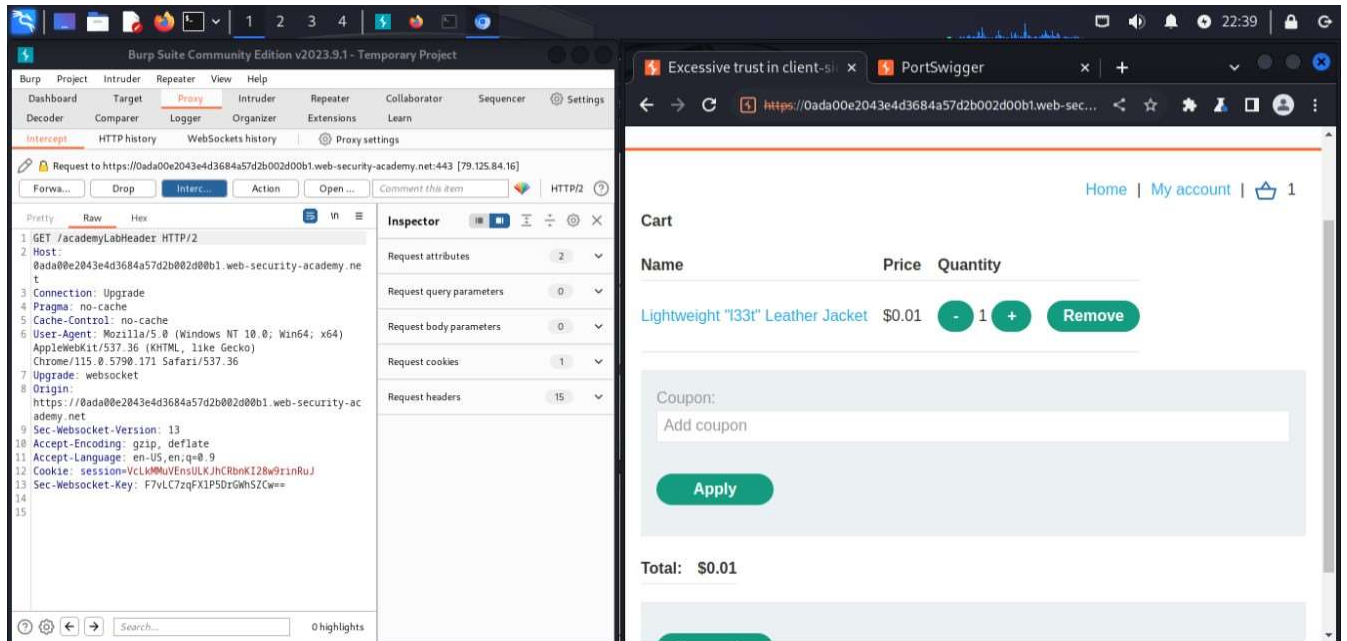 1 2 3 4
22:39
Burp Suite Community Edition v2023.9.1 - Temporary Project
Burp Project Intruder Repeater View Help
Dashboard Target Proxy Intruder Repeater Collaborator Sequencer Settings
Decoder Comparer Logger Organizer Extensions Learn
Intercept HTTP history WebSockets history Proxy settings
Request to https://0ada00e2043e4d3684a57d2b002d00b1.web-security-academy.net:443 [79.125.84.16]
Forwa... Drop Interc... Action Open ... Comment this item HTTP/2
Pretty Raw Hex \n
1 GET /academyLabHeader HTTP/2
2 Host:
0ada00e2043e4d3684a57d2b002d00b1.web-security-academy.ne
t
3 Connection: Upgrade
4 Pragma: no-cache
5 Cache-Control: no-cache
6 User-Agent: Mozilla/5.0 (Windows NT 10.0; Win64; x64)
AppleWebKit/537.36 (KHTML, like Gecko)
Chrome/115.0.5790.171 Safari/537.36
7 Upgrade: websocket
8 Origin:
https://0ada00e2043e4d3684a57d2b002d00b1.web-security-ac
ademy.net
9 Sec-Websocket-Version: 13
10 Accept-Encoding: gzip, deflate
11 Accept-Language: en-US,en;q=0.9
12 Cookie: session=VcLkMMuVEnsULKJhCRbnKI28w9rinRuJ
13 Sec-Websocket-Key: F7vLC7zqFX1P5DrGWhSZCw==
14
15
Inspector
Request attributes 2
Request query parameters 0
Request body parameters 0
Request cookies 1
Request headers 15
Search... 0 highlights
Excessive trust in client-si
PortSwigger
https://0ada00e2043e4d3684a57d2b002d00b1.web-sec...
Home | My account | 1
Cart
Name Price Quantity
Lightweight "l33t" Leather Jacket $0.01 - 1 + Remove
Coupon:
Add coupon
Apply
Total: $0.01